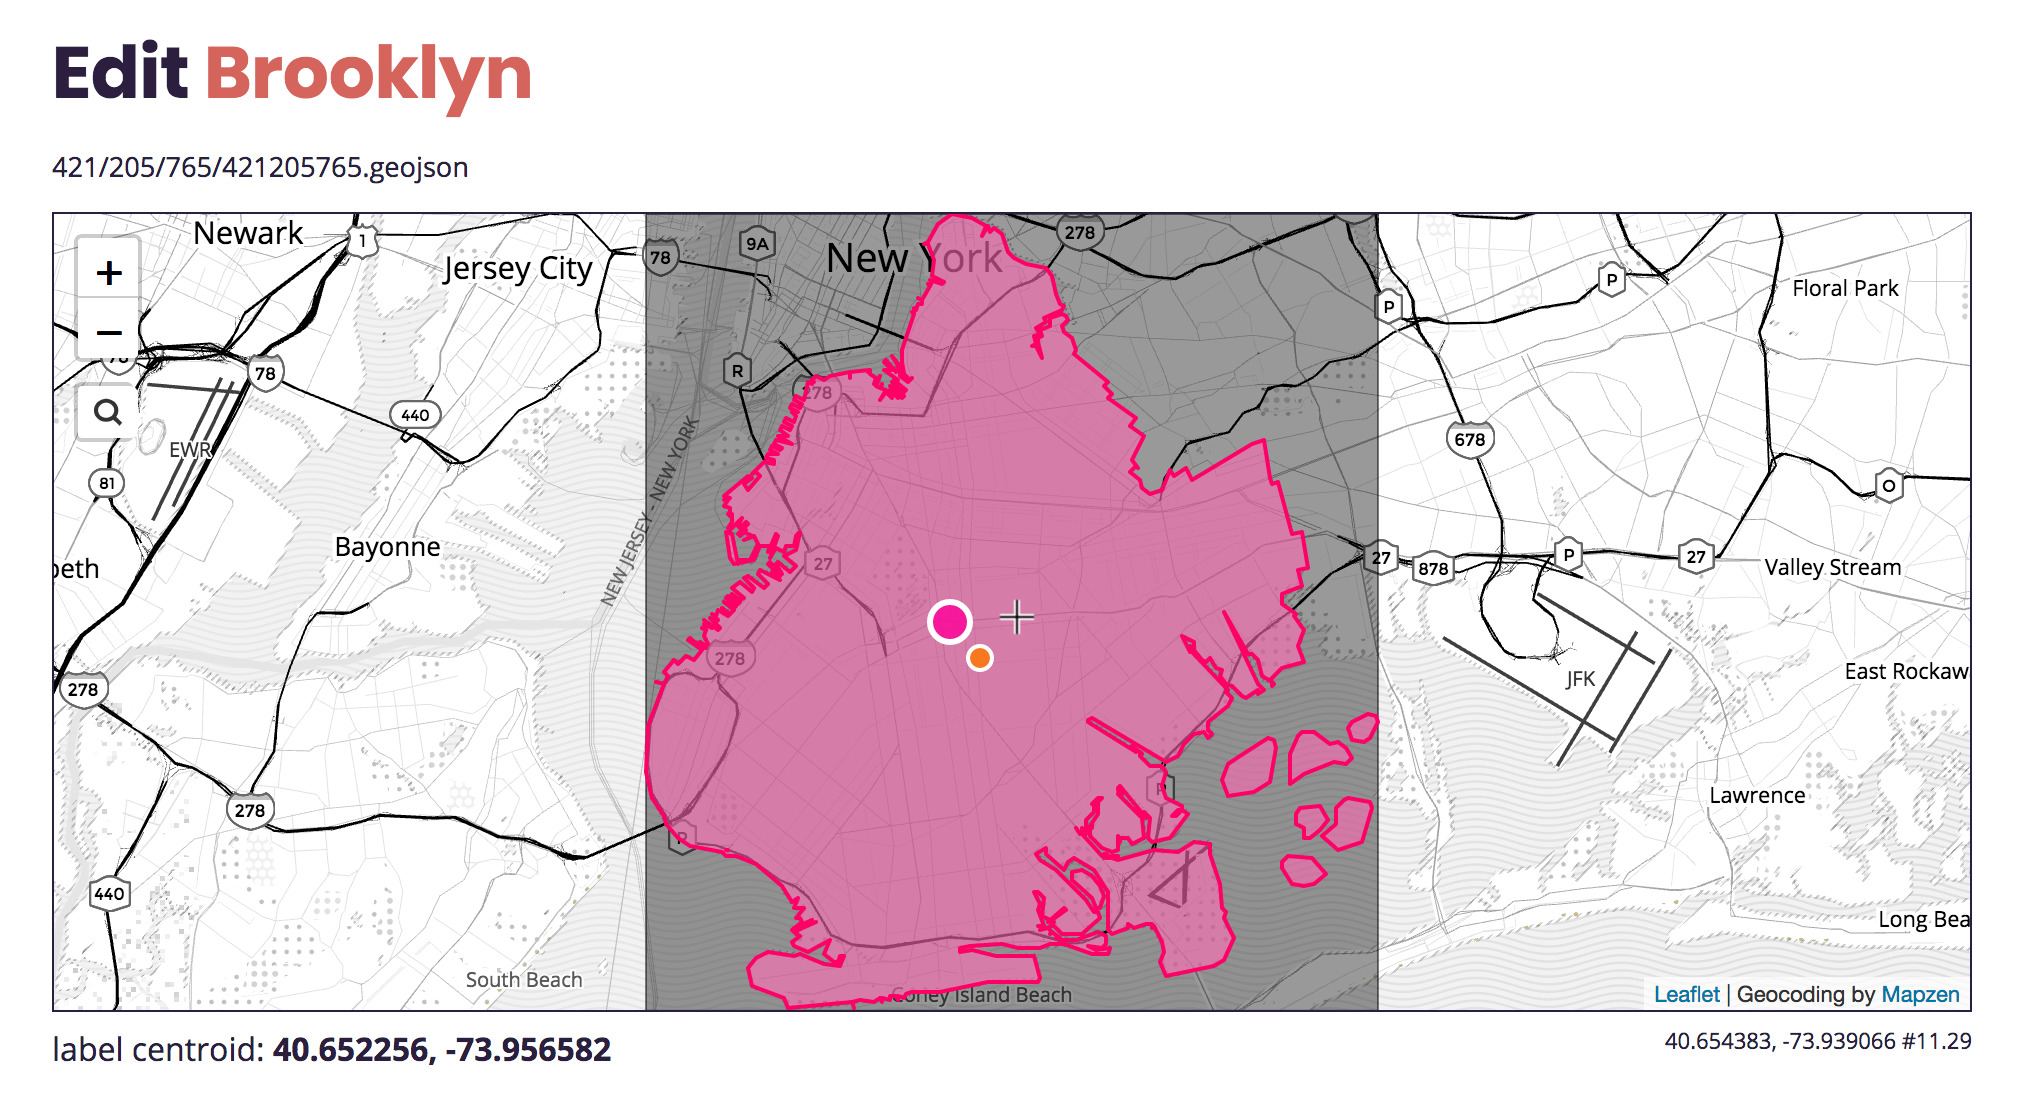 Edit Brooklyn
421/205/765/421205765.geojson
Newark
1
Jersey City
78
9A
New York
278
P
P
Floral Park
+
−
78
78
R
278
440
EWR
678
81
O
NEW JERSEY - NEW YORK
Bayonne
27
27
878
P
27
Valley Stream
beth
278
278
JFK
East Rockaw
278
P
Lawrence
P
440
Long Bea
South Beach
Coney Island Beach
Leaflet | Geocoding by Mapzen
label centroid: 40.652256, -73.956582
40.654383, -73.939066 #11.29